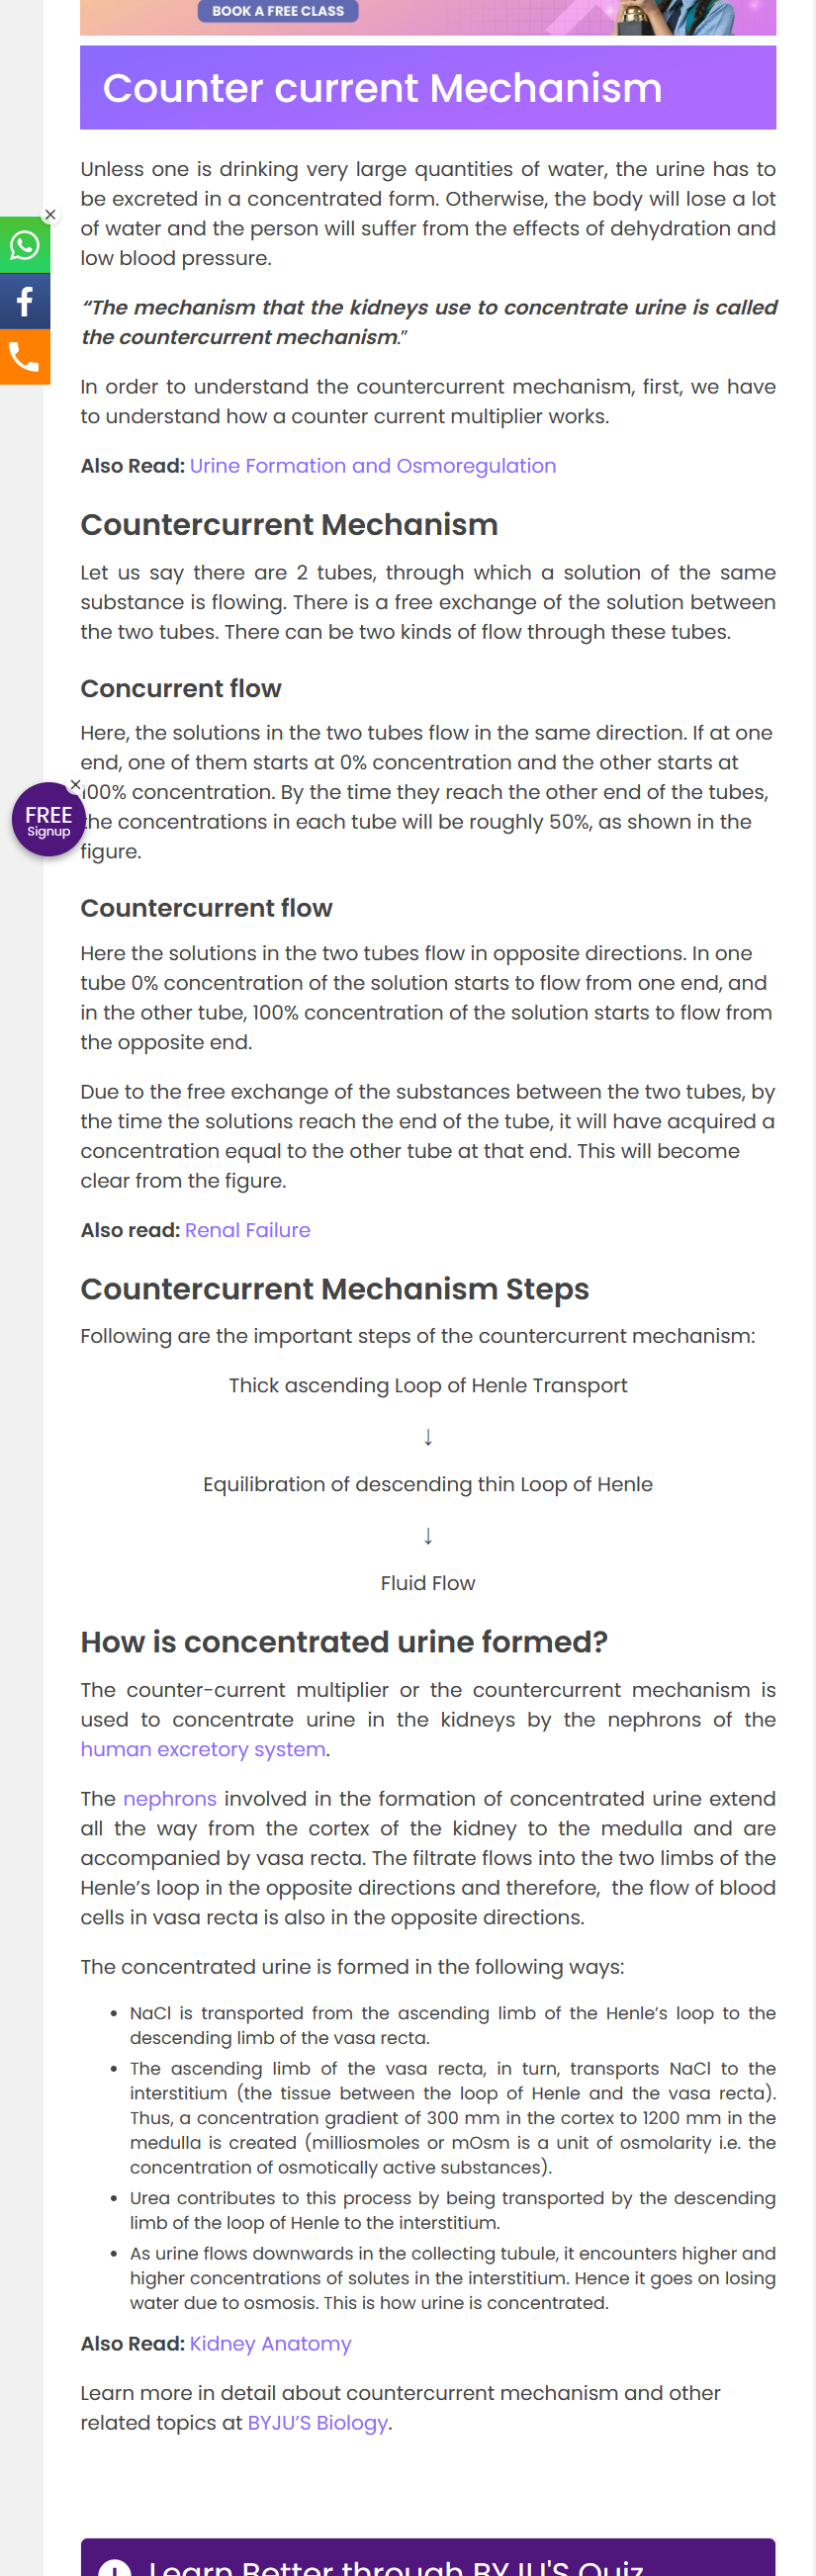 BOOK A FREE CLASS
Counter current Mechanism
Unless one is drinking very large quantities of water, the urine has to
be excreted in a concentrated form. Otherwise, the body will lose a lot
of water and the person will suffer from the effects of dehydration and
low blood pressure.
“The mechanism that the kidneys use to concentrate urine is called
the countercurrent mechanism.”
In order to understand the countercurrent mechanism, first, we have
to understand how a counter current multiplier works.
Also Read: Urine Formation and Osmoregulation
Countercurrent Mechanism
Let us say there are 2 tubes, through which a solution of the same
substance is flowing. There is a free exchange of the solution between
the two tubes. There can be two kinds of flow through these tubes.
Concurrent flow
Here, the solutions in the two tubes flow in the same direction. If at one
end, one of them starts at 0% concentration and the other starts at
100% concentration. By the time they reach the other end of the tubes,
the concentrations in each tube will be roughly 50%, as shown in the
figure.
FREE
Signup
Countercurrent flow
Here the solutions in the two tubes flow in opposite directions. In one
tube 0% concentration of the solution starts to flow from one end, and
in the other tube, 100% concentration of the solution starts to flow from
the opposite end.
Due to the free exchange of the substances between the two tubes, by
the time the solutions reach the end of the tube, it will have acquired a
concentration equal to the other tube at that end. This will become
clear from the figure.
Also read: Renal Failure
Countercurrent Mechanism Steps
Following are the important steps of the countercurrent mechanism:
Thick ascending Loop of Henle Transport
↓
Equilibration of descending thin Loop of Henle
↓
Fluid Flow
How is concentrated urine formed?
The counter-current multiplier or the countercurrent mechanism is
used to concentrate urine in the kidneys by the nephrons of the
human excretory system.
The nephrons involved in the formation of concentrated urine extend
all the way from the cortex of the kidney to the medulla and are
accompanied by vasa recta. The filtrate flows into the two limbs of the
Henle’s loop in the opposite directions and therefore, the flow of blood
cells in vasa recta is also in the opposite directions.
The concentrated urine is formed in the following ways:
• NaCl is transported from the ascending limb of the Henle’s loop to the
descending limb of the vasa recta.
• The ascending limb of the vasa recta, in turn, transports NaCl to the
interstitium (the tissue between the loop of Henle and the vasa recta).
Thus, a concentration gradient of 300 mm in the cortex to 1200 mm in the
medulla is created (milliosmoles or mOsm is a unit of osmolarity i.e. the
concentration of osmotically active substances).
• Urea contributes to this process by being transported by the descending
limb of the loop of Henle to the interstitium.
• As urine flows downwards in the collecting tubule, it encounters higher and
higher concentrations of solutes in the interstitium. Hence it goes on losing
water due to osmosis. This is how urine is concentrated.
Also Read: Kidney Anatomy
Learn more in detail about countercurrent mechanism and other
related topics at BYJU’S Biology.
Learn Better through BYJU'S Quiz